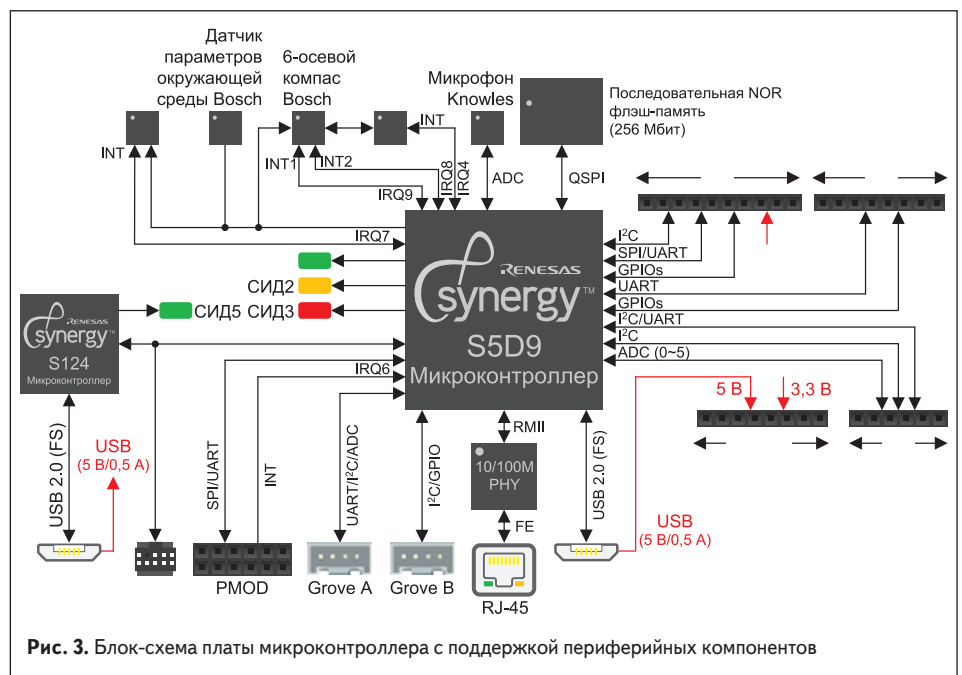 Датчик
параметров
окружающей
среды Bosch
6-осевой
компас
Bosch
Микрофон
Knowles
Последовательная NOR
флэш-память
(256 Мбит)
INT
INT1
INT2
INT
IRQ9
IRQ8
IRQ4
ADC
QSPI
IRQ7
I²C
SPI/UART
GPIOs
UART
GPIOs
I²C/UART
I²C
ADC (0~5)
RENESAS
synergy™
S5D9
Микроконтроллер
СИД2
СИД5
СИД3
RENESAS
synergy™
S124
Микроконтроллер
IRQ6
5 В
3,3 В
RMII
10/100M
PHY
FE
USB 2.0 (FS)
USB
(5 В/0,5 А)
SPI/UART
INT
UART/I²C/ADC
I²C/GPIO
USB 2.0 (FS)
USB
(5 В/0,5 А)
PMOD
Grove A
Grove B
RJ-45
Рис. 3. Блок-схема платы микроконтроллера с поддержкой периферийных компонентов